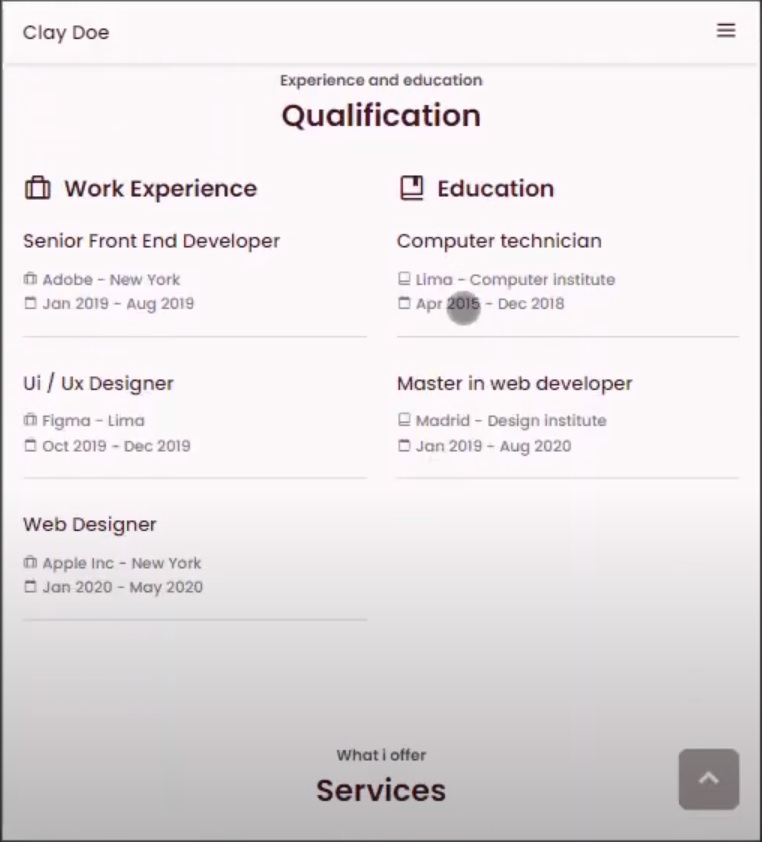 Clay Doe
Experience and education
Qualification
Work Experience
Senior Front End Developer
Adobe - New York
Jan 2019 - Aug 2019
Ui / Ux Designer
Figma - Lima
Oct 2019 - Dec 2019
Web Designer
Apple Inc - New York
Jan 2020 - May 2020
Education
Computer technician
Lima - Computer institute
Apr 2015 - Dec 2018
Master in web developer
Madrid - Design institute
Jan 2019 - Aug 2020
What i offer
Services